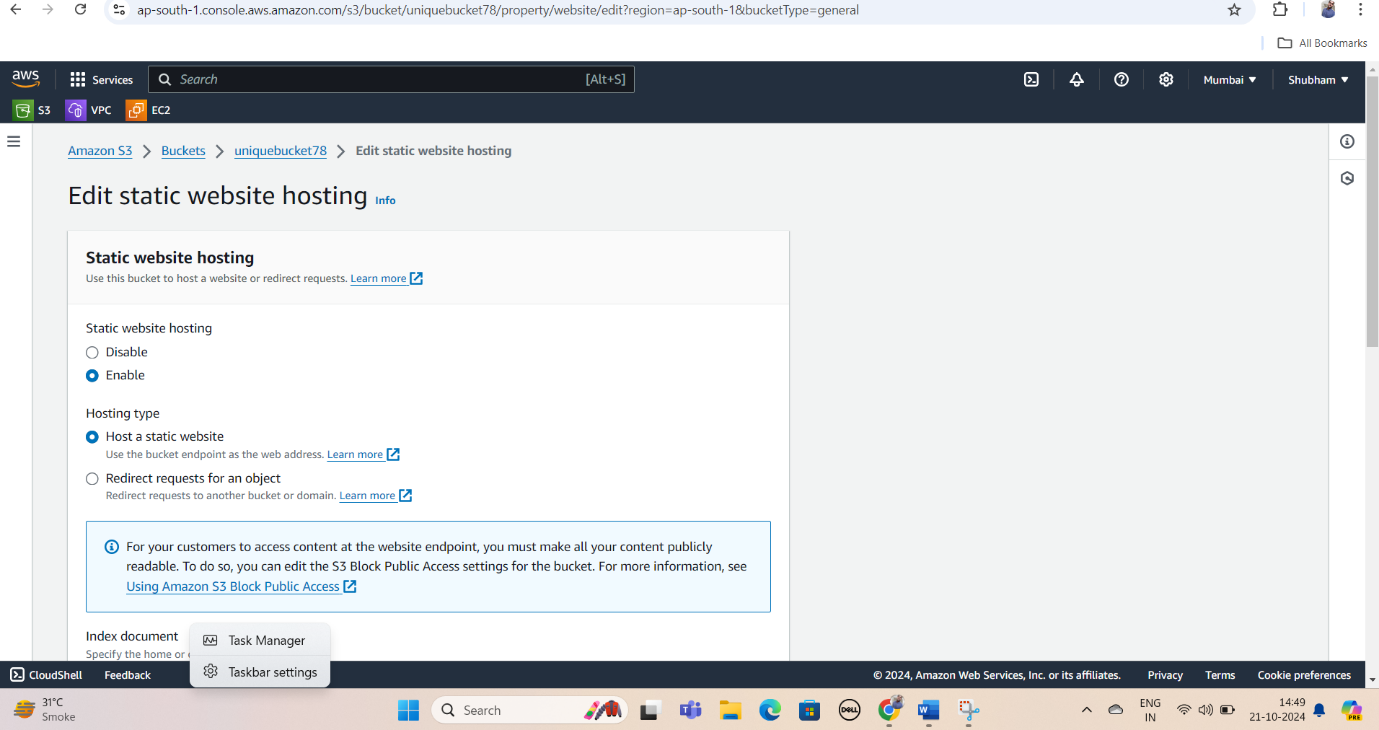 ap-south-1.console.aws.amazon.com/s3/bucket/uniquebucket78/property/website/edit?region=ap-south-1&bucketType=general
All Bookmarks
aws Services Search [Alt+S] Mumbai Shubham
S3 VPC EC2
Amazon S3 Buckets uniquebucket78 Edit static website hosting
Edit static website hosting Info
Static website hosting
Use this bucket to host a website or redirect requests. Learn more
Static website hosting
Disable
Enable
Hosting type
Host a static website
Use the bucket endpoint as the web address. Learn more
Redirect requests for an object
Redirect requests to another bucket or domain. Learn more
For your customers to access content at the website endpoint, you must make all your content publicly
readable. To do so, you can edit the S3 Block Public Access settings for the bucket. For more information, see
Using Amazon S3 Block Public Access
Index document
Specify the home or
Task Manager
Taskbar settings
CloudShell Feedback © 2024, Amazon Web Services, Inc. or its affiliates. Privacy Terms Cookie preferences
31°C
Smoke
Search
DELL
ENG
IN
14:49
21-10-2024
PRE